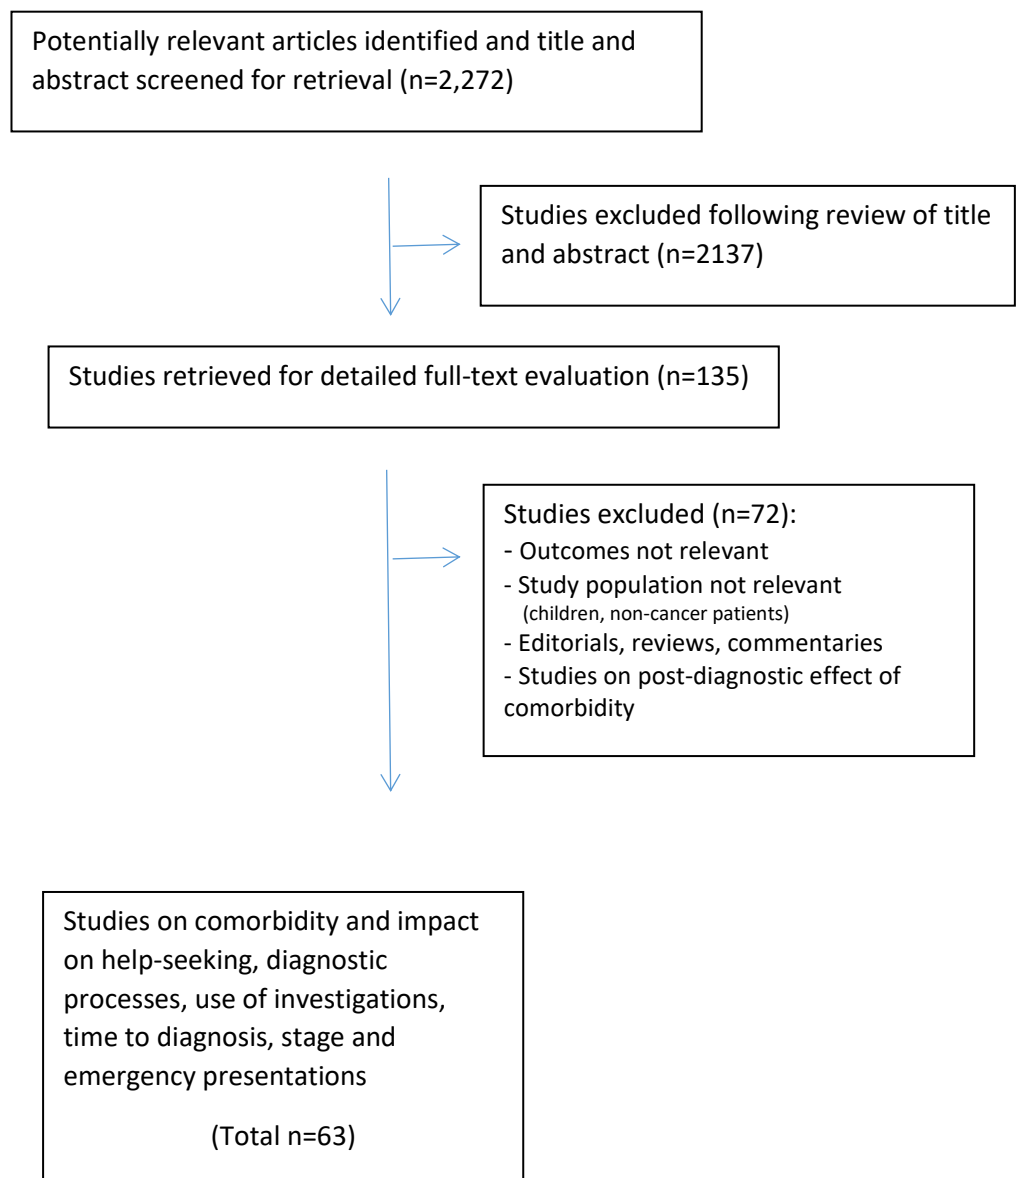 Potentially relevant articles identified and title and
abstract screened for retrieval (n=2,272)
Studies excluded following review of title
and abstract (n=2137)
Studies retrieved for detailed full-text evaluation (n=135)
Studies excluded (n=72):
- Outcomes not relevant
- Study population not relevant
(children, non-cancer patients)
- Editorials, reviews, commentaries
- Studies on post-diagnostic effect of
comorbidity
Studies on comorbidity and impact
on help-seeking, diagnostic
processes, use of investigations,
time to diagnosis, stage and
emergency presentations
(Total n=63)